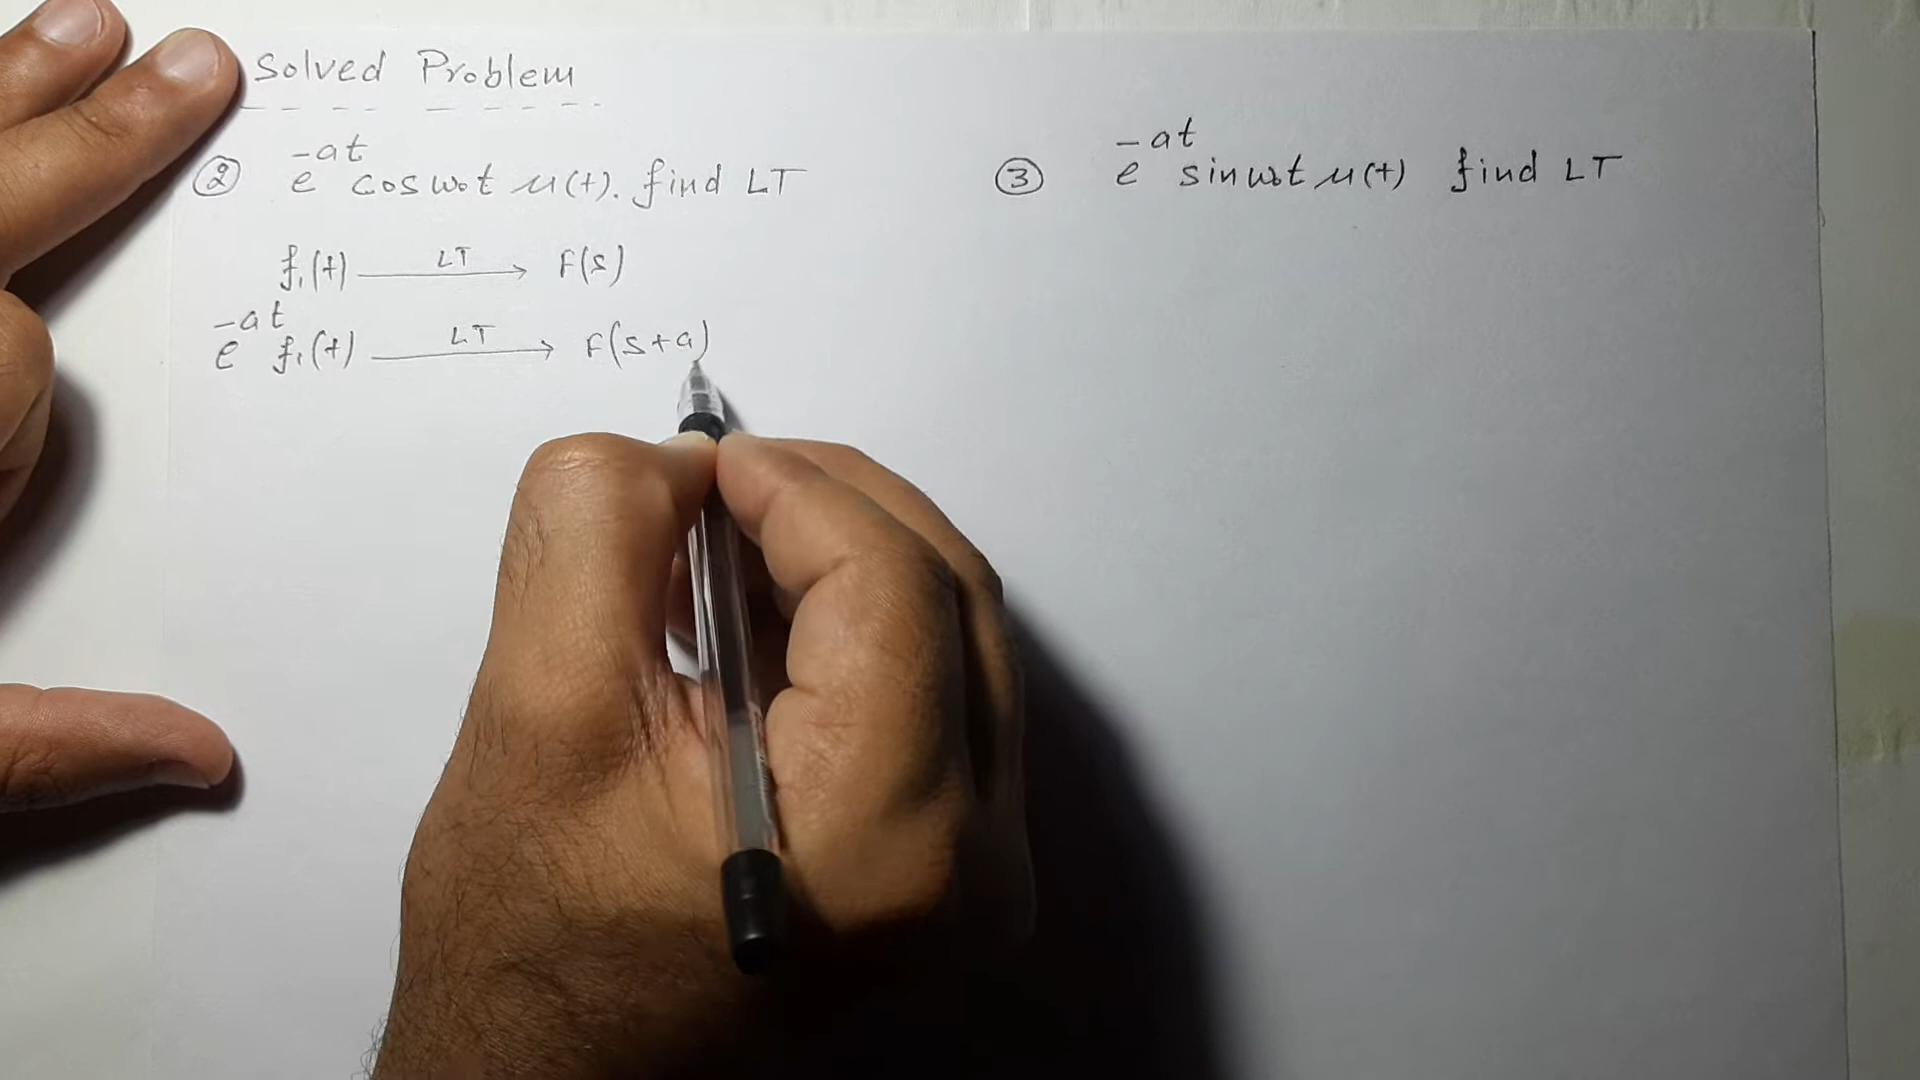 Solved Problem
② e^-at cos ω₀t u(t). find LT
f₁(t) —LT→ F(s)
e^-at f₁(t) —LT→ F(s+a)
③ e^-at sin ω₀t u(t) find LT